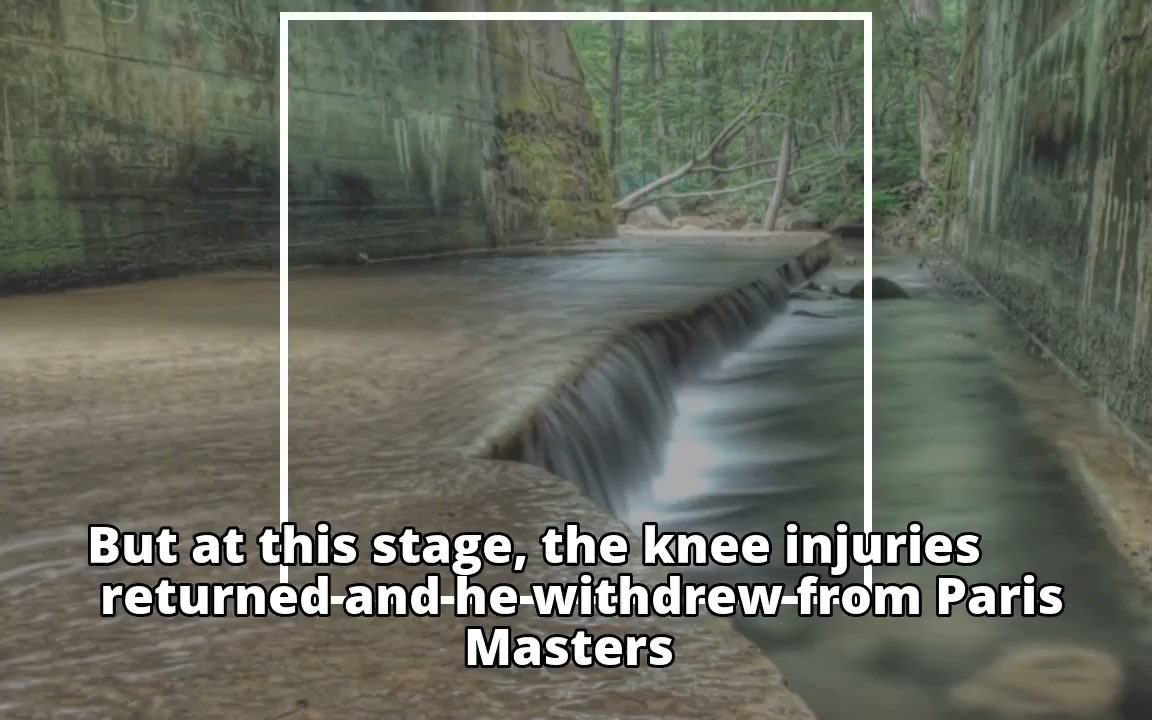 But at this stage, the knee injuries
returned and he withdrew from Paris
Masters